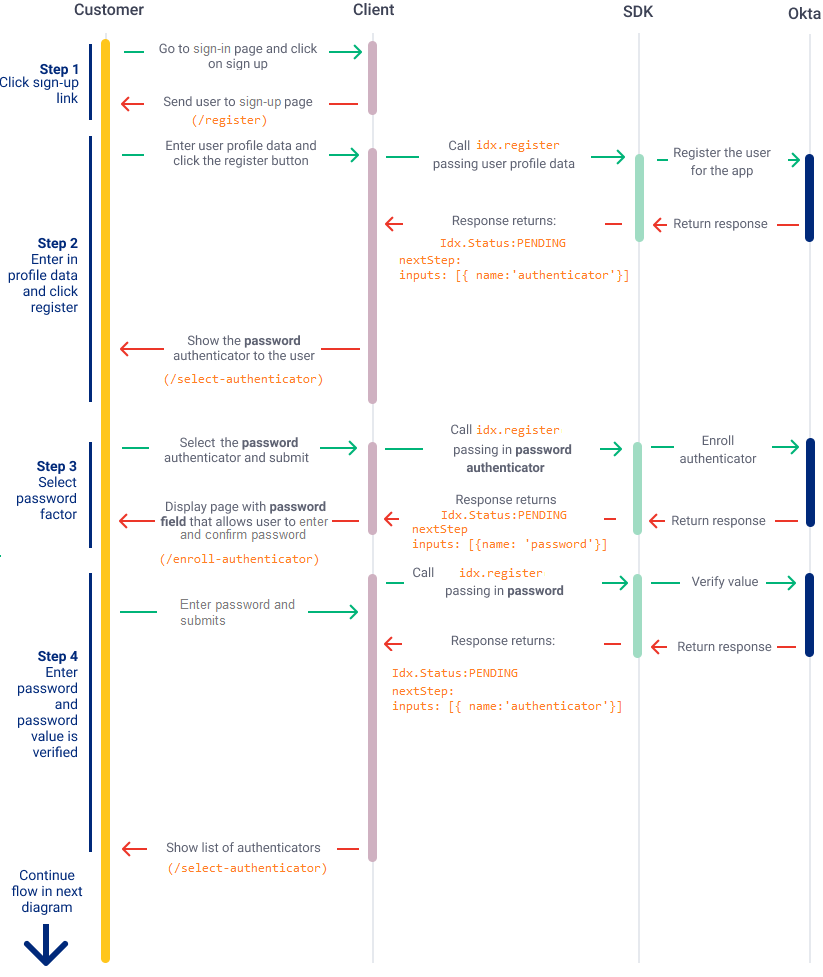 Customer
Client
SDK
Okta
Step 1
Click sign-up
link
Go to sign-in page and click
on sign up
Send user to sign-up page
(/register)
Step 2
Enter in
profile data
and click
register
Enter user profile data and
click the register button
Call idx.register
passing user profile data
Register the user
for the app
Return response
Response returns:
Idx.Status:PENDING
nextStep:
inputs: [{ name:'authenticator'}]
Show the password
authenticator to the user
(/select-authenticator)
Step 3
Select
password
factor
Select the password
authenticator and submit
Call idx.register
passing in password
authenticator
Enroll
authenticator
Return response
Response returns
Idx.Status:PENDING
nextStep
inputs: [{name: 'password'}]
Display page with password
field that allows user to enter
and confirm password
(/enroll-authenticator)
Step 4
Enter
password
and
password
value is
verified
Enter password and
submits
Call idx.register
passing in password
Verify value
Return response
Response returns:
Idx.Status:PENDING
nextStep:
inputs: [{ name:'authenticator'}]
Show list of authenticators
(/select-authenticator)
Continue
flow in next
diagram